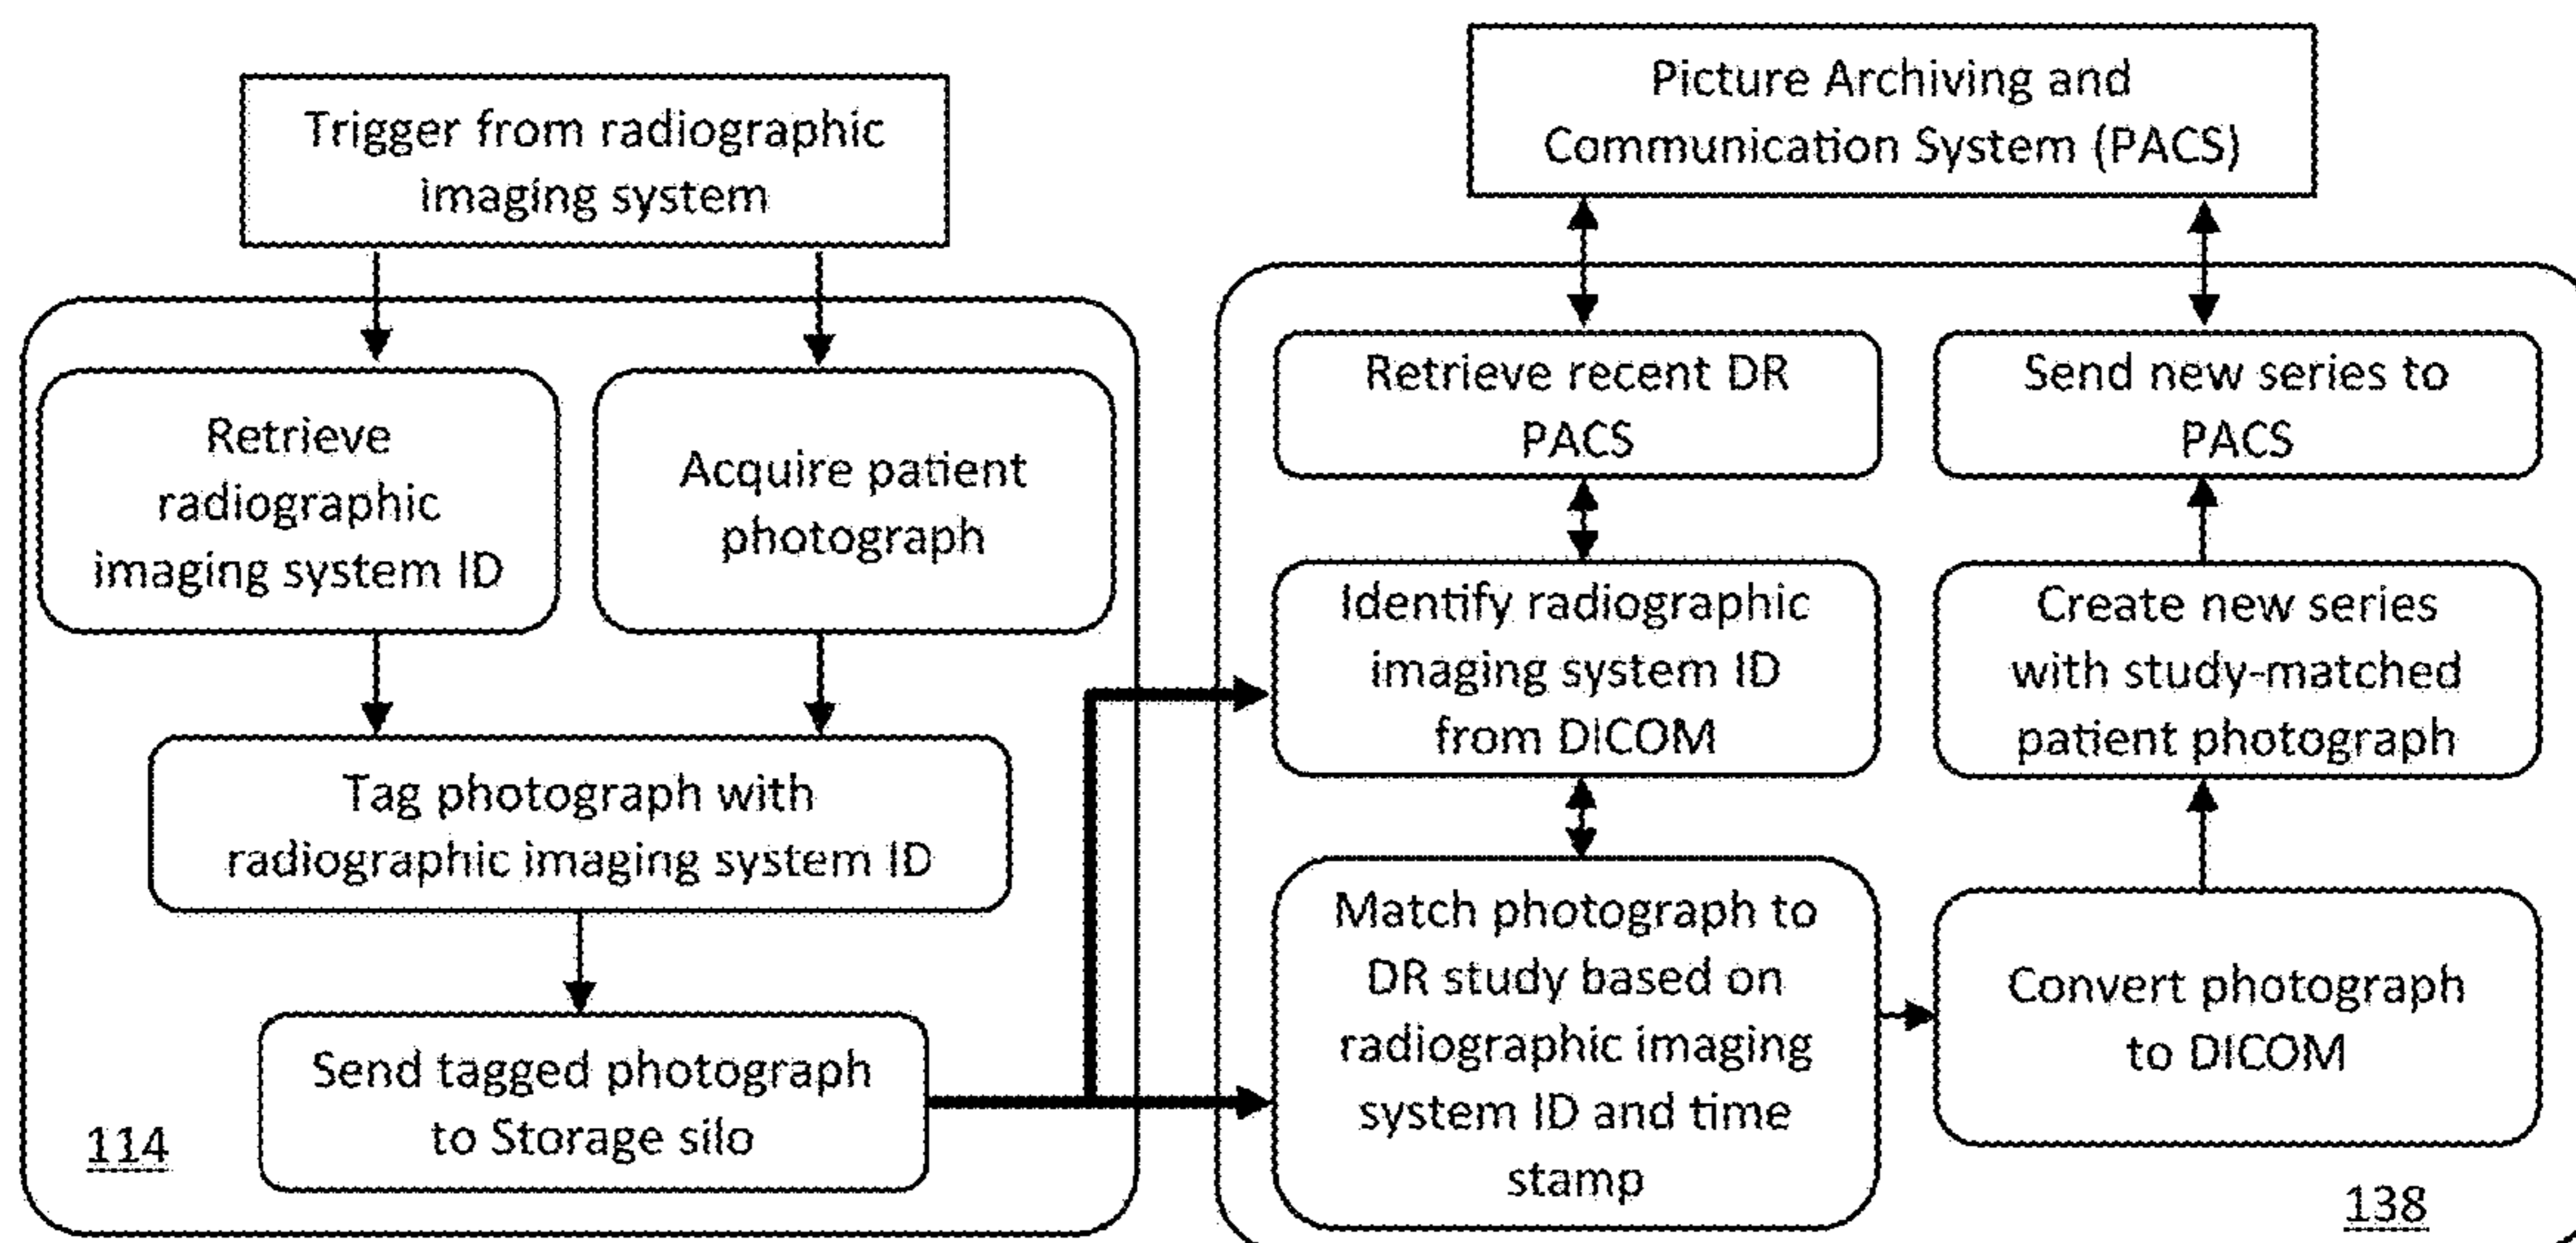 Trigger from radiographic
imaging system
Retrieve
radiographic
imaging system ID
Acquire patient
photograph
Tag photograph with
radiographic imaging system ID
Send tagged photograph
to Storage silo
114
Picture Archiving and
Communication System (PACS)
Retrieve recent DR
PACS
Identify radiographic
imaging system ID
from DICOM
Match photograph to
DR study based on
radiographic imaging
system ID and time
stamp
Send new series to
PACS
Create new series
with study-matched
patient photograph
Convert photograph
to DICOM
138